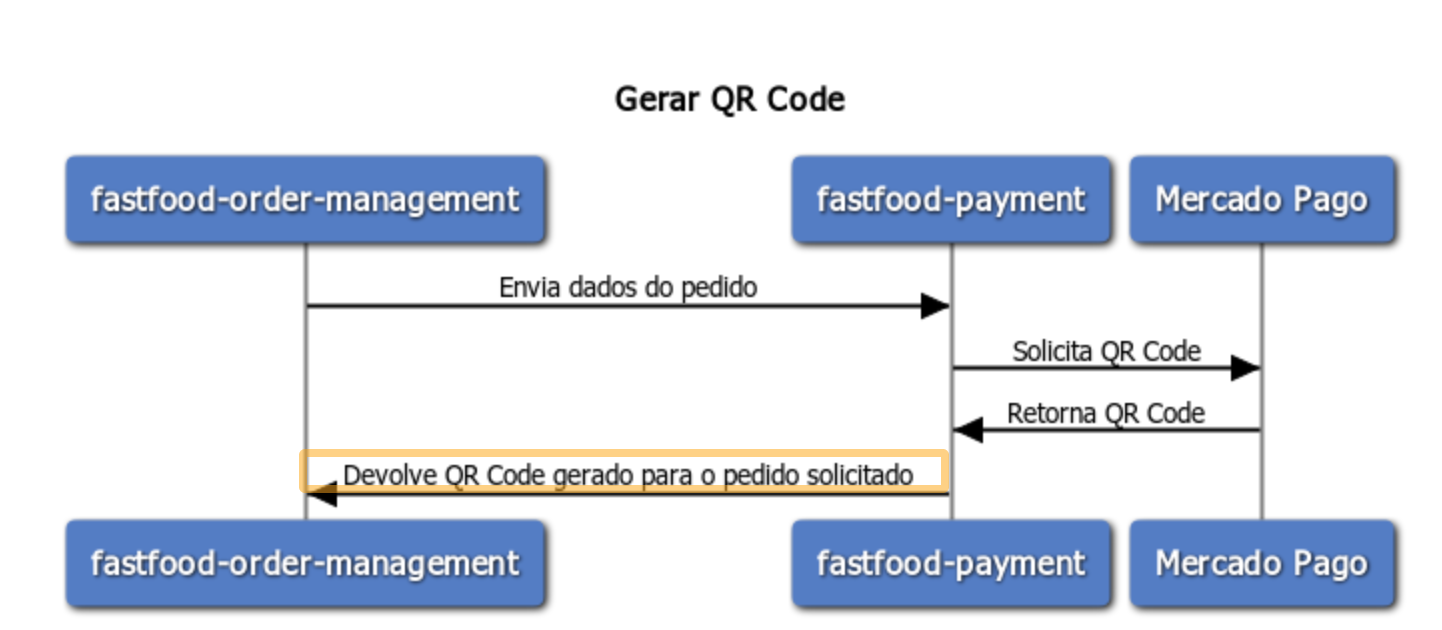 Gerar QR Code
fastfood-order-management
fastfood-payment
Mercado Pago
Envia dados do pedido
Solicita QR Code
Retorna QR Code
Devolve QR Code gerado para o pedido solicitado
fastfood-order-management
fastfood-payment
Mercado Pago